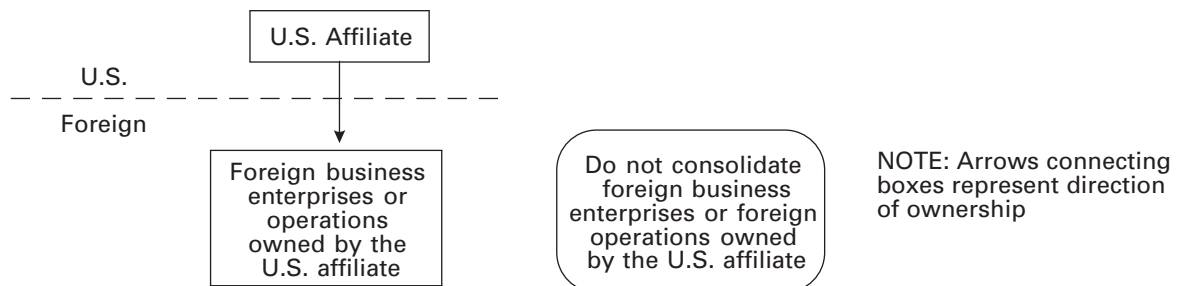 U.S. Affiliate
U.S.
Foreign
Foreign business
enterprises or
operations
owned by the
U.S. affiliate
Do not consolidate
foreign business
enterprises or foreign
operations owned
by the U.S. affiliate
NOTE: Arrows connecting
boxes represent direction
of ownership